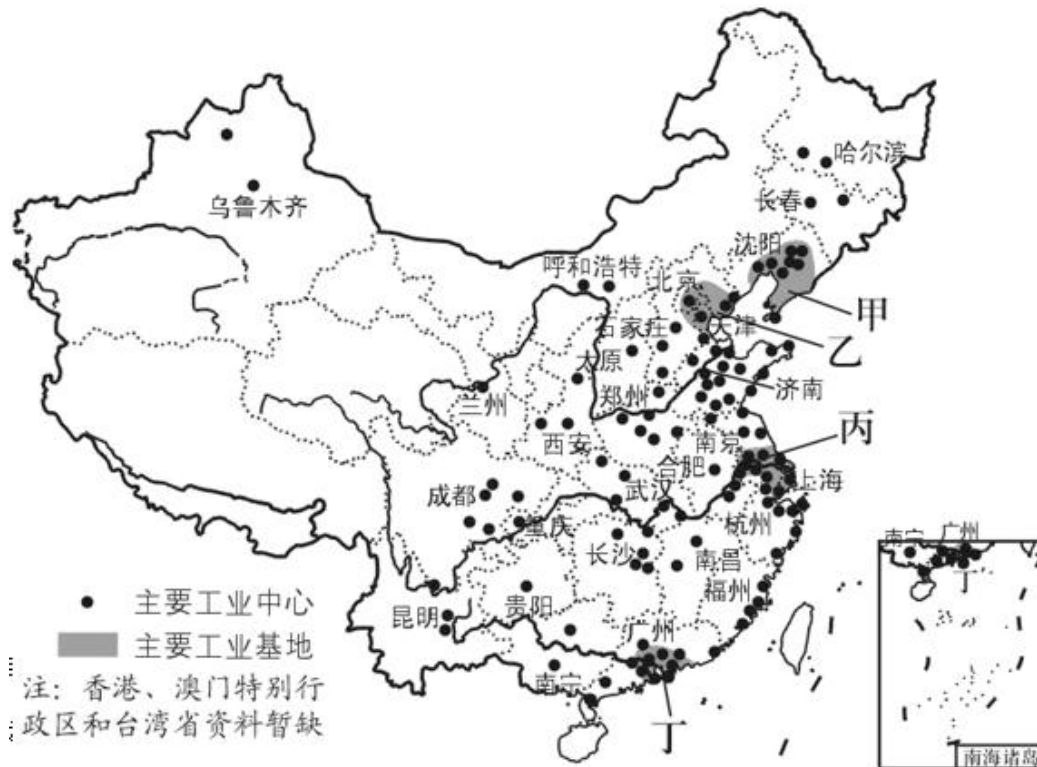 哈尔滨
长春
乌鲁木齐
沈阳
呼和浩特
北京
甲
石家庄
天津
乙
太原
兰州
郑州
济南
西安
南京
丙
合肥
上海
成都
武汉
重庆
杭州
长沙
南昌
南宁
广州
丁
福州
昆明
贵阳
广州
南宁
丁
主要工业中心
主要工业基地
注：香港、澳门特别行
政区和台湾省资料暂缺
南海诸岛